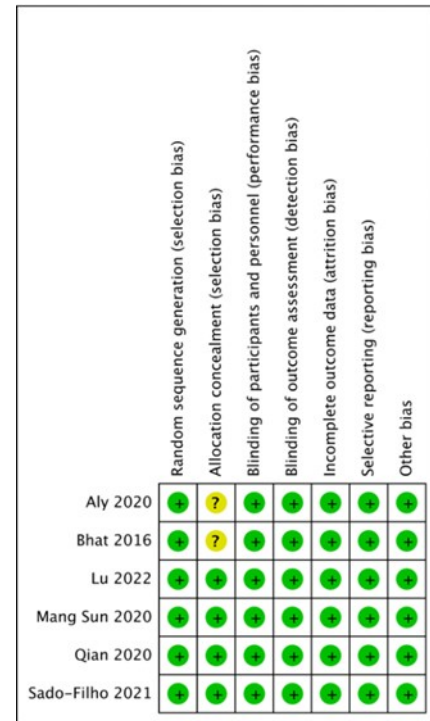 Random sequence generation (selection bias)
Allocation concealment (selection bias)
Blinding of participants and personnel (performance bias)
Blinding of outcome assessment (detection bias)
Incomplete outcome data (attrition bias)
Selective reporting (reporting bias)
Other bias
Aly 2020 + ? + + + + +
Bhat 2016 + ? + + + + +
Lu 2022 + + + + + + +
Mang Sun 2020 + + + + + + +
Qian 2020 + + + + + + +
Sado-Filho 2021 + + + + + + +